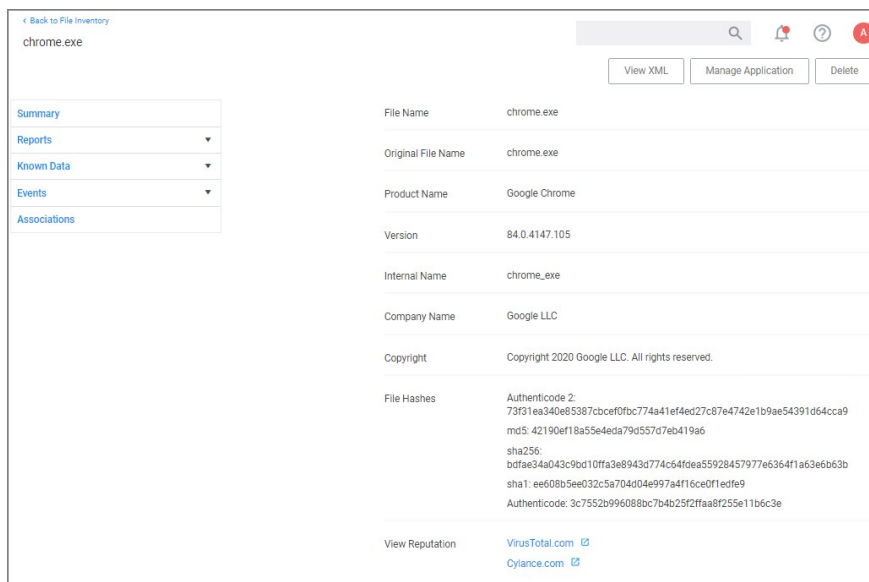 ‹ Back to File Inventory
chrome.exe
A
View XML
Manage Application
Delete
Summary
Reports
Known Data
Events
Associations
File Name chrome.exe
Original File Name chrome.exe
Product Name Google Chrome
Version 84.0.4147.105
Internal Name chrome_exe
Company Name Google LLC
Copyright Copyright 2020 Google LLC. All rights reserved.
File Hashes Authenticode 2:
73f31ea340e85387cbcef0fbc774a41ef4ed27c87e4742e1b9ae54391d64cca9
md5: 42190ef18a55e4eda79d557d7eb419a6
sha256:
bdfae34a043c9bd10ffa3e8943d774c64fdea55928457977e6364f1a63e6b63b
sha1: ee608b5ee032c5a704d04e997a4f16ce0f1edfe9
Authenticode: 3c7552b996088bc7b4b25f2ffaa8f255e11b6c3e
View Reputation VirusTotal.com
Cylance.com